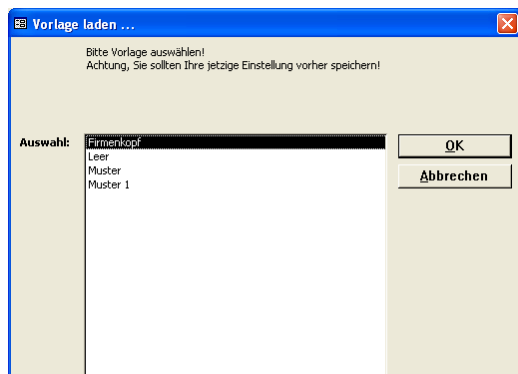 Vorlage laden ...
Bitte Vorlage auswählen!
Achtung, Sie sollten Ihre jetzige Einstellung vorher speichern!
Auswahl:
Firmenkopf
Leer
Muster
Muster 1
OK
Abbrechen